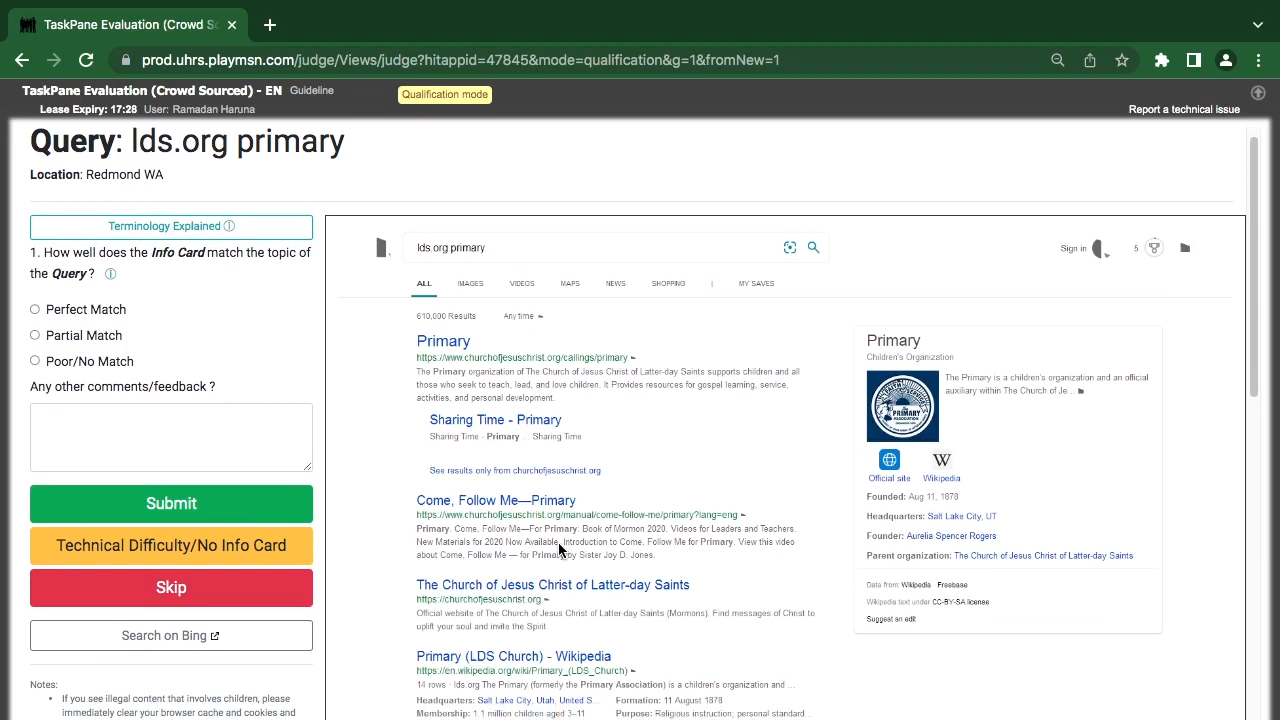 TaskPane Evaluation (Crowd So
prod.uhrs.playmsn.com/judge/Views/judge?hitappid=47845&mode=qualification&g=1&fromNew=1
TaskPane Evaluation (Crowd Sourced) - EN Guideline
Qualification mode
Lease Expiry: 17:28 User: Ramadan Haruna
Report a technical issue
Query: lds.org primary
Location: Redmond WA
Terminology Explained
1. How well does the Info Card match the topic of
the Query ?
Perfect Match
Partial Match
Poor/No Match
Any other comments/feedback ?
Submit
Technical Difficulty/No Info Card
Skip
Search on Bing
Notes:
If you see illegal content that involves children, please
immediately clear your browser cache and cookies and
lds.org primary
Sign in
5
ALL IMAGES VIDEOS MAPS NEWS SHOPPING | MY SAVES
610,000 Results Any time
Primary
https://www.churchofjesuschrist.org/callings/primary
The Primary organization of The Church of Jesus Christ of Latter-day Saints supports children and all
those who seek to teach, lead, and love children. It Provides resources for gospel learning, service,
activities, and personal development.
Sharing Time - Primary
Sharing Time - Primary ... Sharing Time
See results only from churchofjesuschrist.org
Come, Follow Me—Primary
https://www.churchofjesuschrist.org/manual/come-follow-me/primary?lang=eng
Primary. Come, Follow Me—For Primary: Book of Mormon 2020. Videos for Leaders and Teachers.
New Materials for 2020 Now Available. Introduction to Come, Follow Me for Primary. View this video
about Come, Follow Me — for Primary by Sister Joy D. Jones.
The Church of Jesus Christ of Latter-day Saints
https://churchofjesuschrist.org
Official website of The Church of Jesus Christ of Latter-day Saints (Mormons). Find messages of Christ to
uplift your soul and invite the Spirit.
Primary (LDS Church) - Wikipedia
https://en.wikipedia.org/wiki/Primary_(LDS_Church)
14 rows · lds.org The Primary (formerly the Primary Association) is a children's organization and ...
Headquarters: Salt Lake City, Utah, United S... Formation: 11 August 1878
Membership: 1.1 million children aged 3–11 Purpose: Religious instruction; personal standard...
Primary
Children's Organization
The Primary is a children's organization and an official
auxiliary within The Church of Je...
PRIMARY
W
Official site Wikipedia
Founded: Aug 11, 1878
Headquarters: Salt Lake City, UT
Founder: Aurelia Spencer Rogers
Parent organization: The Church of Jesus Christ of Latter-day Saints
Data from: Wikipedia · Freebase
Wikipedia text under CC-BY-SA license
Suggest an edit